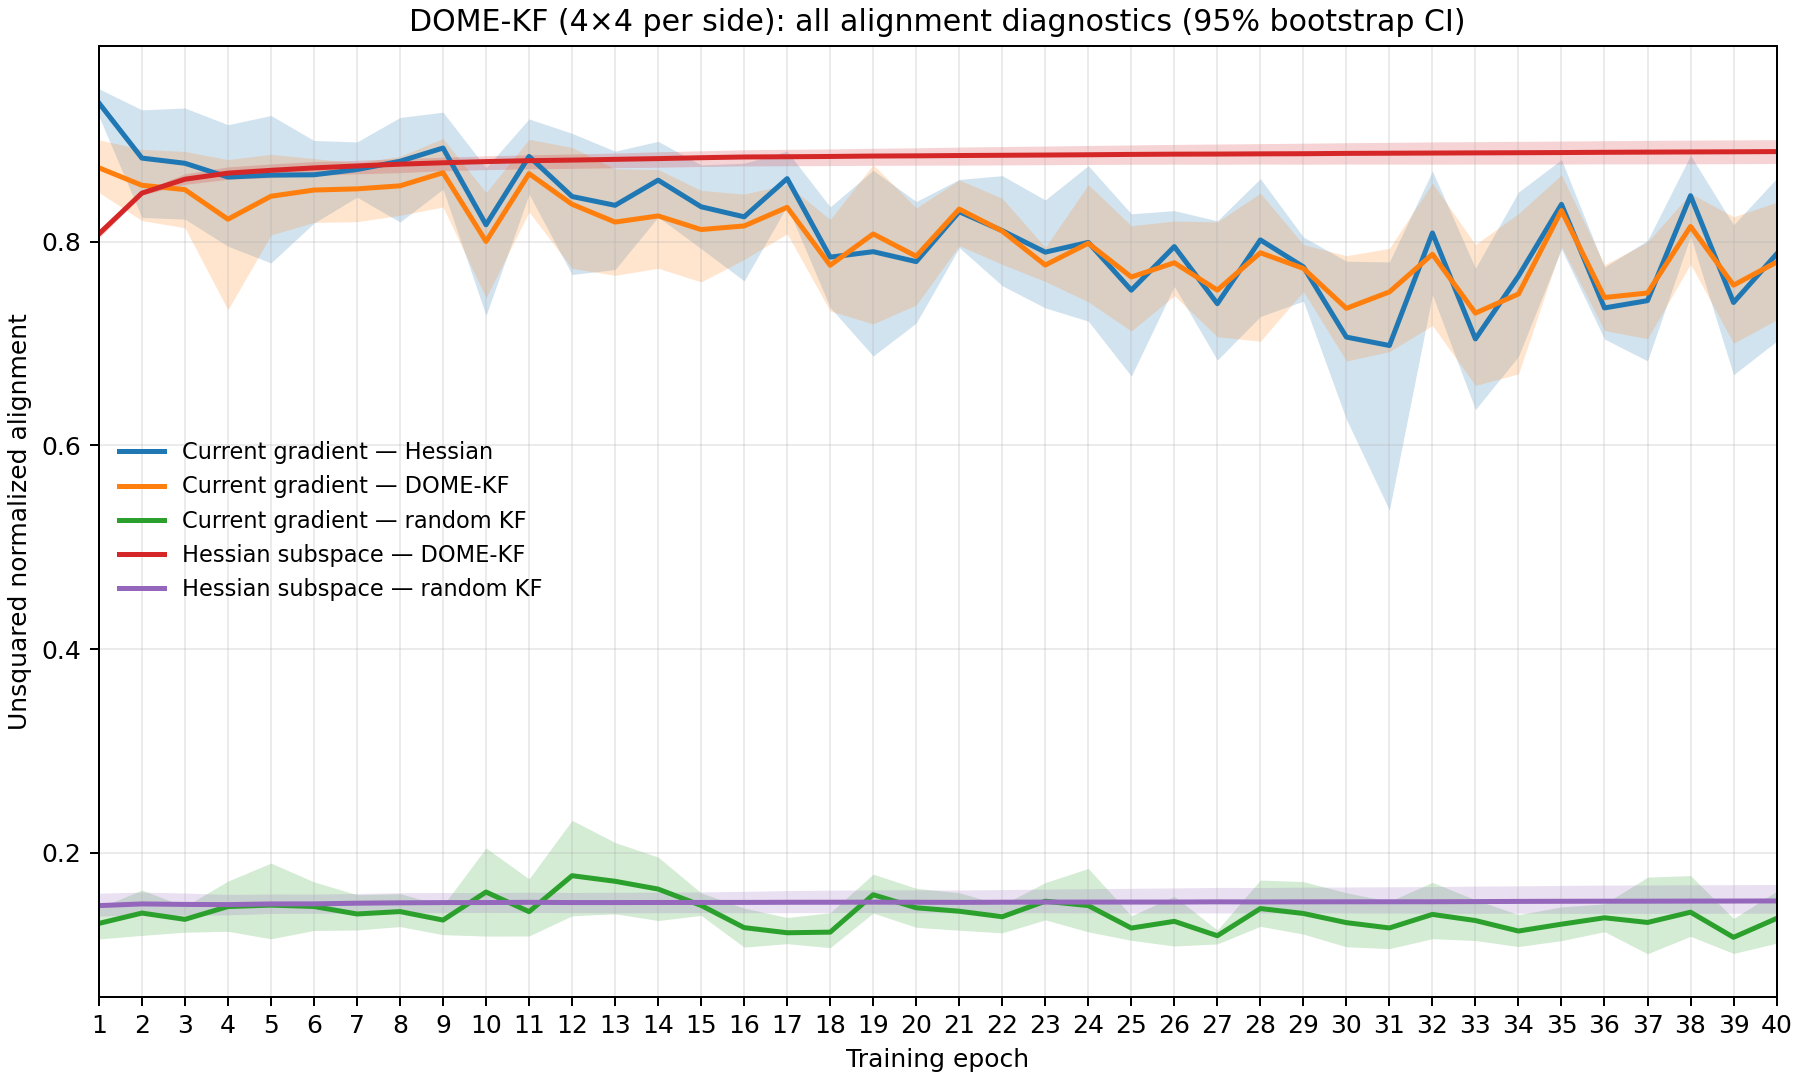 DOME-KF (4×4 per side): all alignment diagnostics (95% bootstrap CI)
Unsquared normalized alignment
0.8
0.6
0.4
0.2
Current gradient — Hessian
Current gradient — DOME-KF
Current gradient — random KF
Hessian subspace — DOME-KF
Hessian subspace — random KF
1 2 3 4 5 6 7 8 9 10 11 12 13 14 15 16 17 18 19 20 21 22 23 24 25 26 27 28 29 30 31 32 33 34 35 36 37 38 39 40
Training epoch